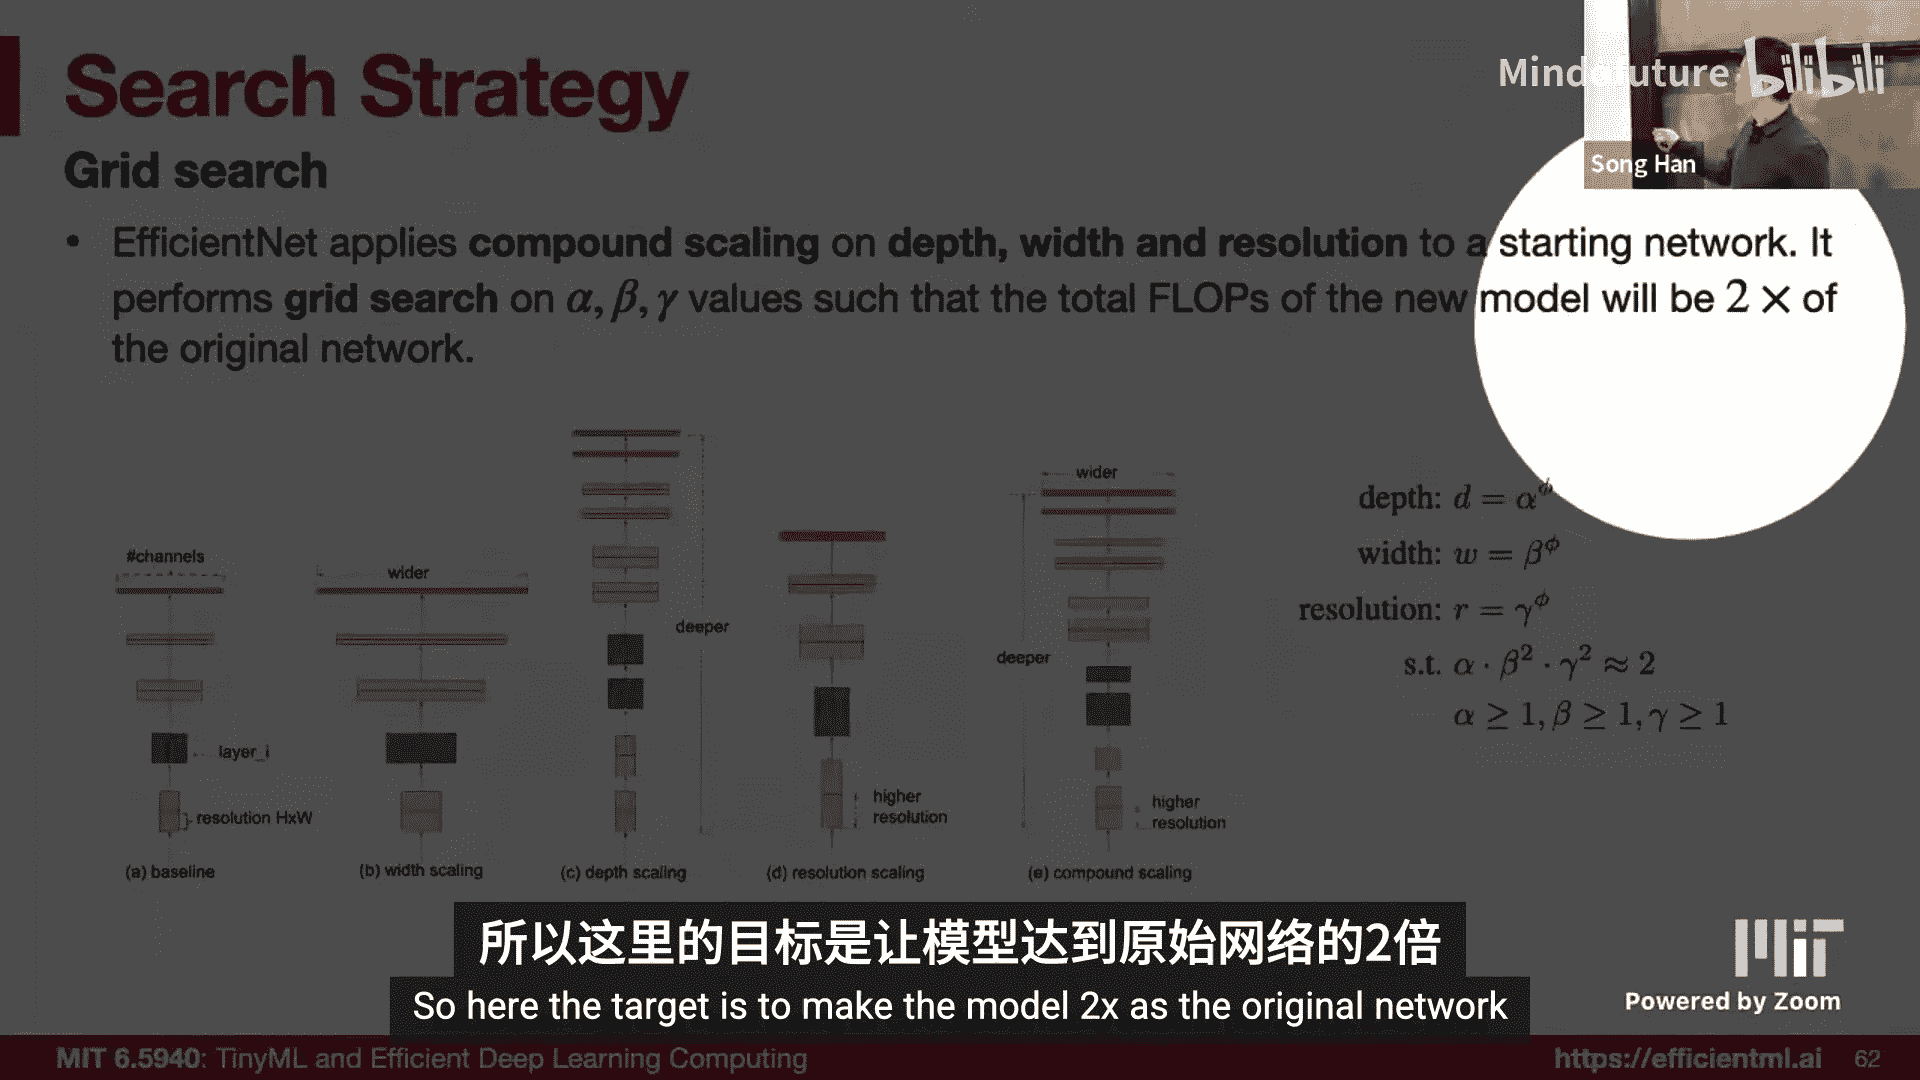 Search Strategy
Mindofuture bilibili
Song Han
Grid search
• EfficientNet applies compound scaling on depth, width and resolution to a starting network. It
performs grid search on α, β, γ values such that the total FLOPs of the new model will be 2 × of
the original network.
#channels
layer_i
resolution HxW
(a) baseline
wider
(b) width scaling
deeper
(c) depth scaling
higher
resolution
(d) resolution scaling
wider
deeper
higher
resolution
(e) compound scaling
depth: d = α^ϕ
width: w = β^ϕ
resolution: r = γ^ϕ
s.t. α · β² · γ² ≈ 2
α ≥ 1, β ≥ 1, γ ≥ 1
所以这里的目标是让模型达到原始网络的2倍
So here the target is to make the model 2x as the original network
MIT
Powered by Zoom
MIT 6.5940: TinyML and Efficient Deep Learning Computing
https://efficientml.ai 62